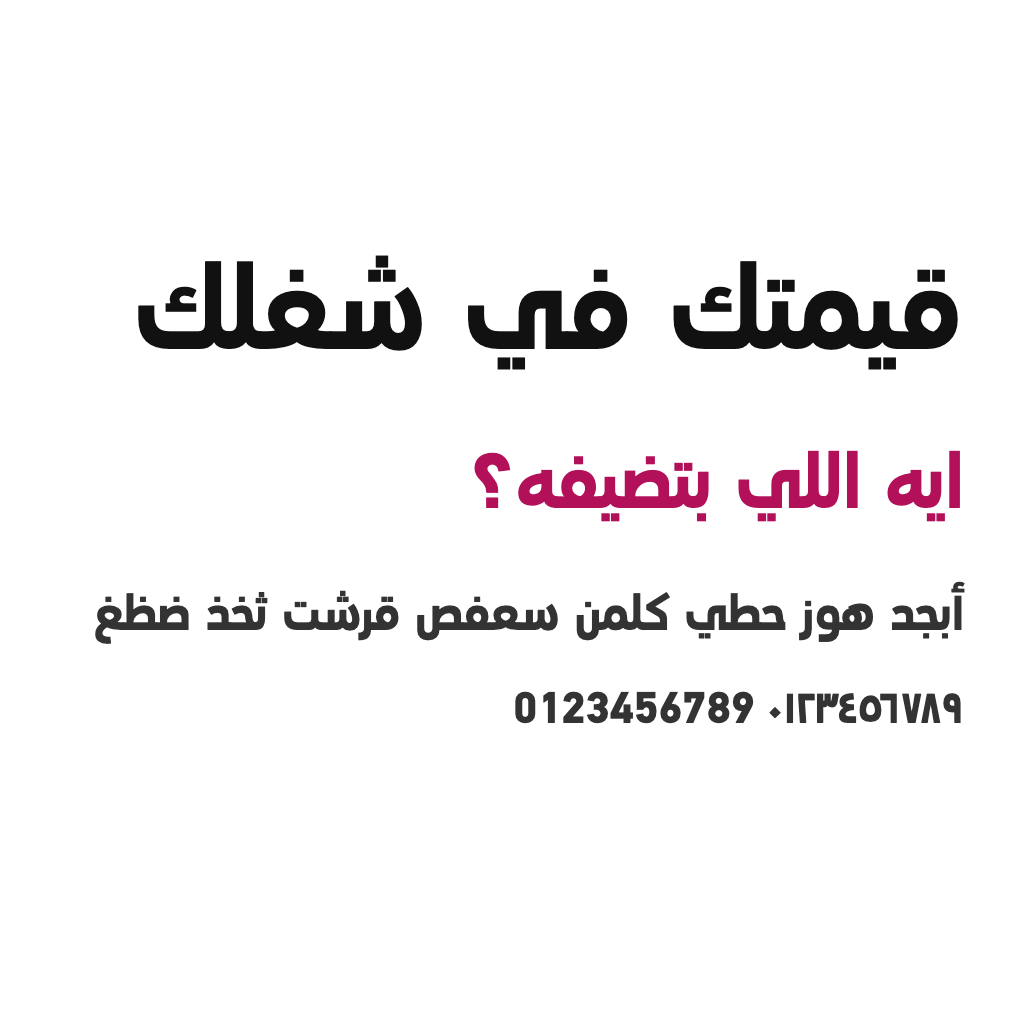 قيمتك في شغلك
ايه اللي بتضيفه؟
أبجد هوز حطي كلمن سعفص قرشت ثخذ ضظغ
٠١٢٣٤٥٦٧٨٩ 0123456789